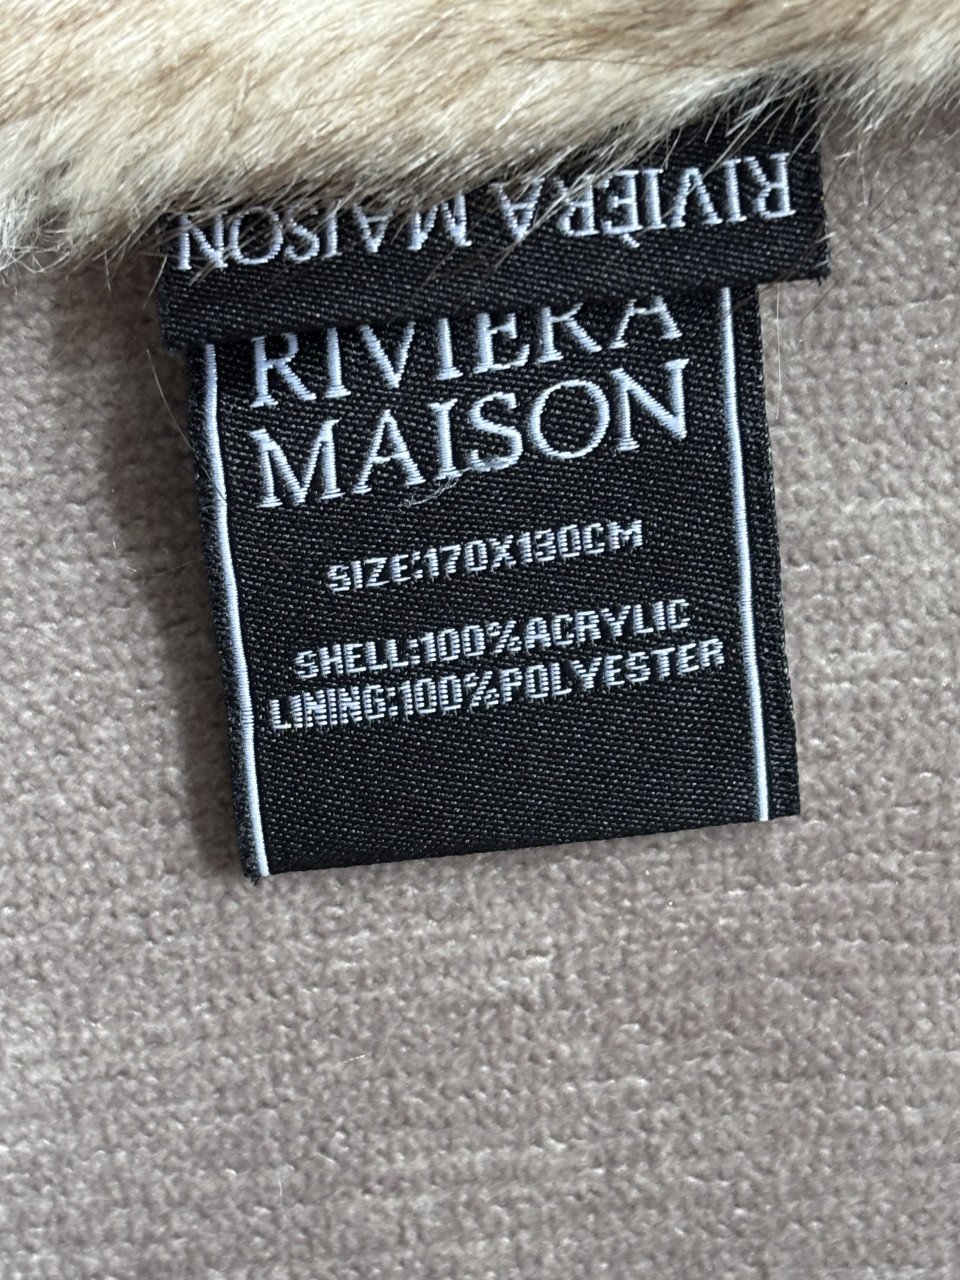 RIVIÈRA MAISON
RIVIERA
MAISON
SIZE:170X130CM
SHELL:100%ACRYLIC
LINING:100%POLYESTER